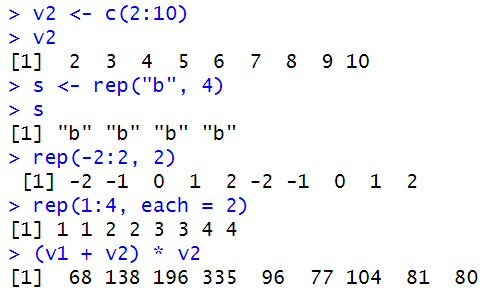 > v2 <- c(2:10)
> v2
[1]  2  3  4  5  6  7  8  9 10
> s <- rep("b", 4)
> s
[1] "b" "b" "b" "b"
> rep(-2:2, 2)
 [1] -2 -1  0  1  2 -2 -1  0  1  2
> rep(1:4, each = 2)
[1] 1 1 2 2 3 3 4 4
> (v1 + v2) * v2
[1]  68 138 196 335  96  77 104  81  80